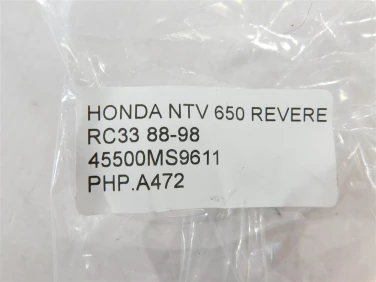 HONDA NTV 650 REVERE
RC33 88-98
45500MS9611
PHP.A472